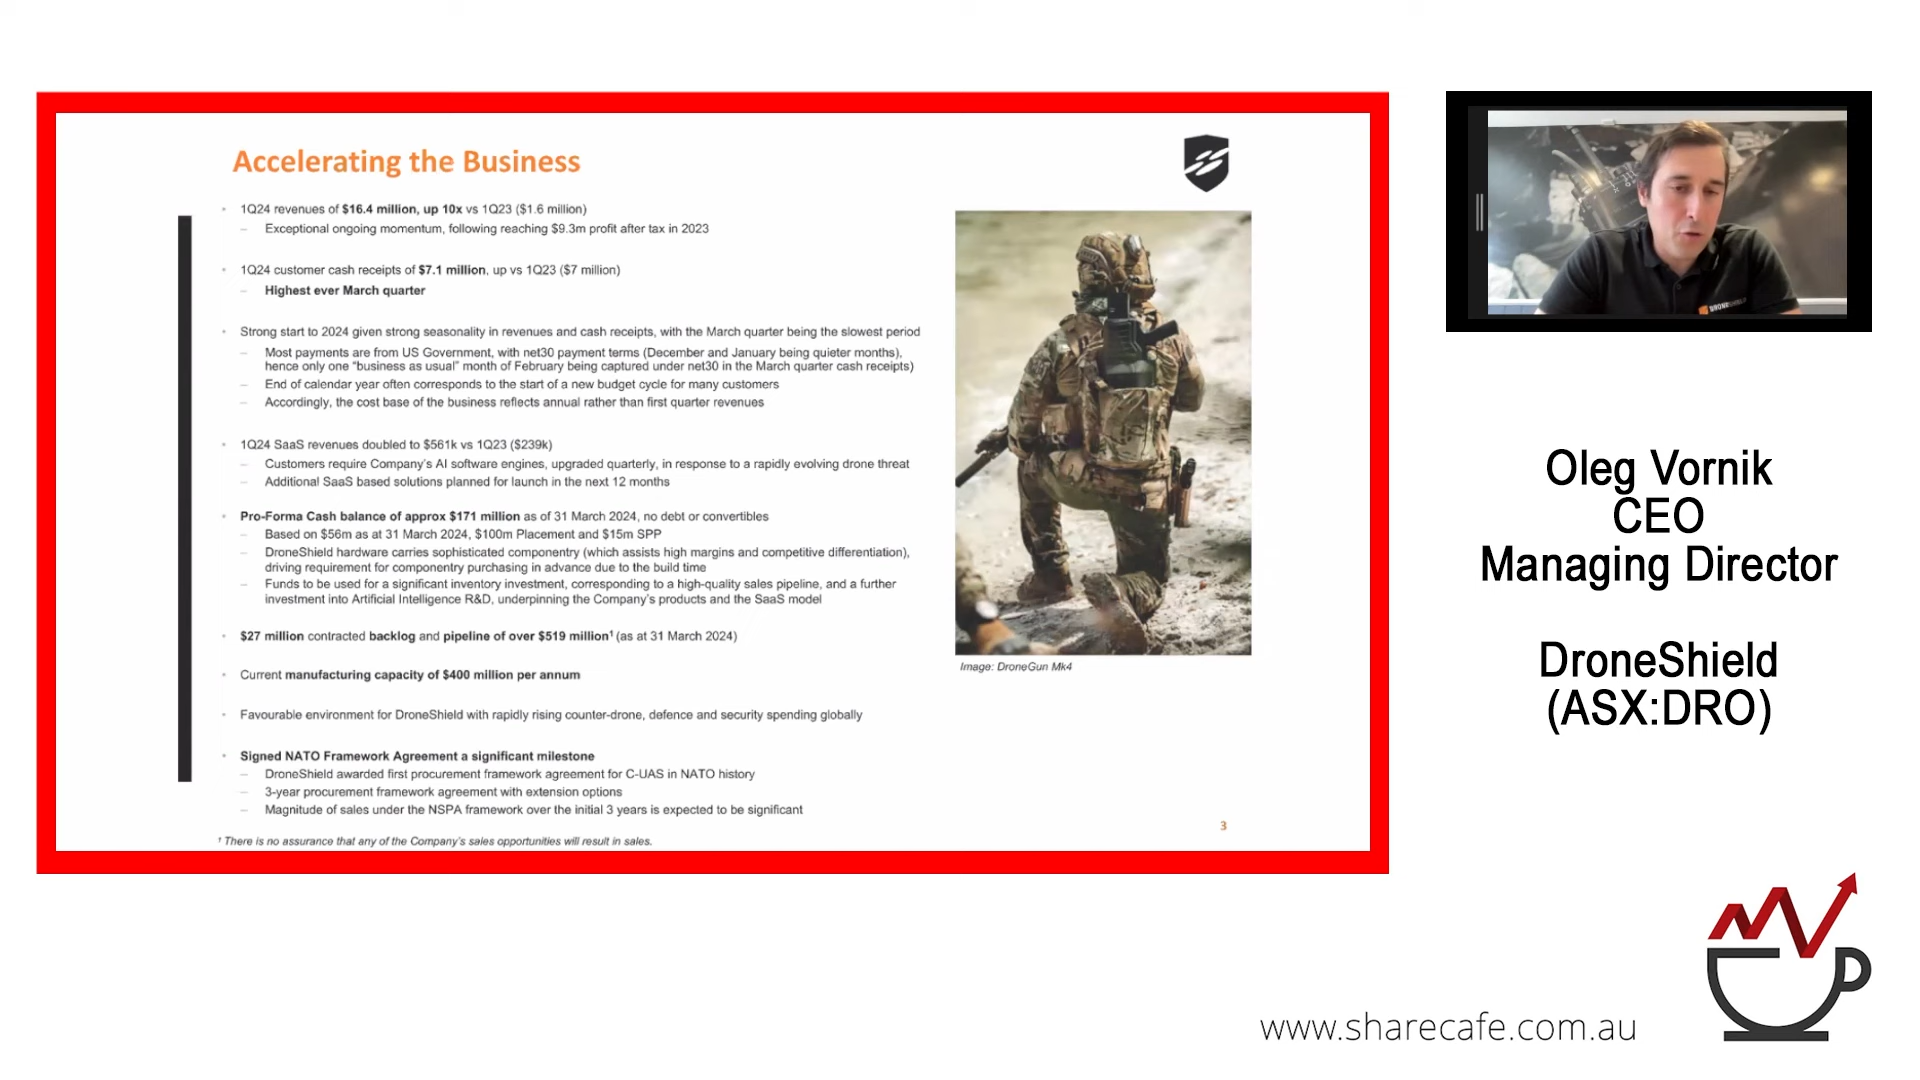 Accelerating the Business
1Q24 revenues of $16.4 million, up 10x vs 1Q23 ($1.6 million)
– Exceptional ongoing momentum, following reaching $9.3m profit after tax in 2023
1Q24 customer cash receipts of $7.1 million, up vs 1Q23 ($7 million)
– Highest ever March quarter
Strong start to 2024 given strong seasonality in revenues and cash receipts, with the March quarter being the slowest period
– Most payments are from US Government, with net30 payment terms (December and January being quieter months),
hence only one "business as usual" month of February being captured under net30 in the March quarter cash receipts)
– End of calendar year often corresponds to the start of a new budget cycle for many customers
– Accordingly, the cost base of the business reflects annual rather than first quarter revenues
1Q24 SaaS revenues doubled to $561k vs 1Q23 ($239k)
– Customers require Company's AI software engines, upgraded quarterly, in response to a rapidly evolving drone threat
– Additional SaaS based solutions planned for launch in the next 12 months
Pro-Forma Cash balance of approx $171 million as of 31 March 2024, no debt or convertibles
– Based on $56m as at 31 March 2024, $100m Placement and $15m SPP
– DroneShield hardware carries sophisticated componentry (which assists high margins and competitive differentiation),
driving requirement for componentry purchasing in advance due to the build time
– Funds to be used for a significant inventory investment, corresponding to a high-quality sales pipeline, and a further
investment into Artificial Intelligence R&D, underpinning the Company's products and the SaaS model
$27 million contracted backlog and pipeline of over $519 million¹ (as at 31 March 2024)
Current manufacturing capacity of $400 million per annum
Favourable environment for DroneShield with rapidly rising counter-drone, defence and security spending globally
Signed NATO Framework Agreement a significant milestone
– DroneShield awarded first procurement framework agreement for C-UAS in NATO history
– 3-year procurement framework agreement with extension options
– Magnitude of sales under the NSPA framework over the initial 3 years is expected to be significant
¹ There is no assurance that any of the Company's sales opportunities will result in sales.
Image: DroneGun Mk4
3
DRONESHIELD
Oleg Vornik
CEO
Managing Director
DroneShield
(ASX:DRO)
www.sharecafe.com.au